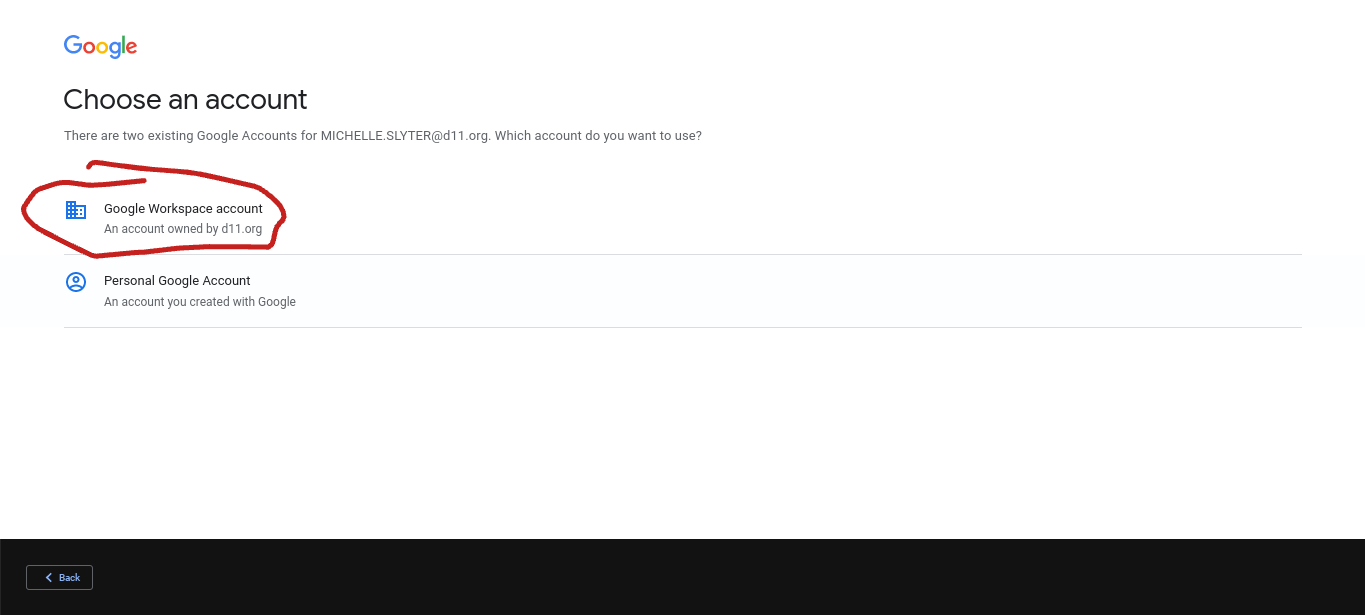 Google
Choose an account
There are two existing Google Accounts for MICHELLE.SLYTER@d11.org. Which account do you want to use?
Google Workspace account
An account owned by d11.org
Personal Google Account
An account you created with Google
Back